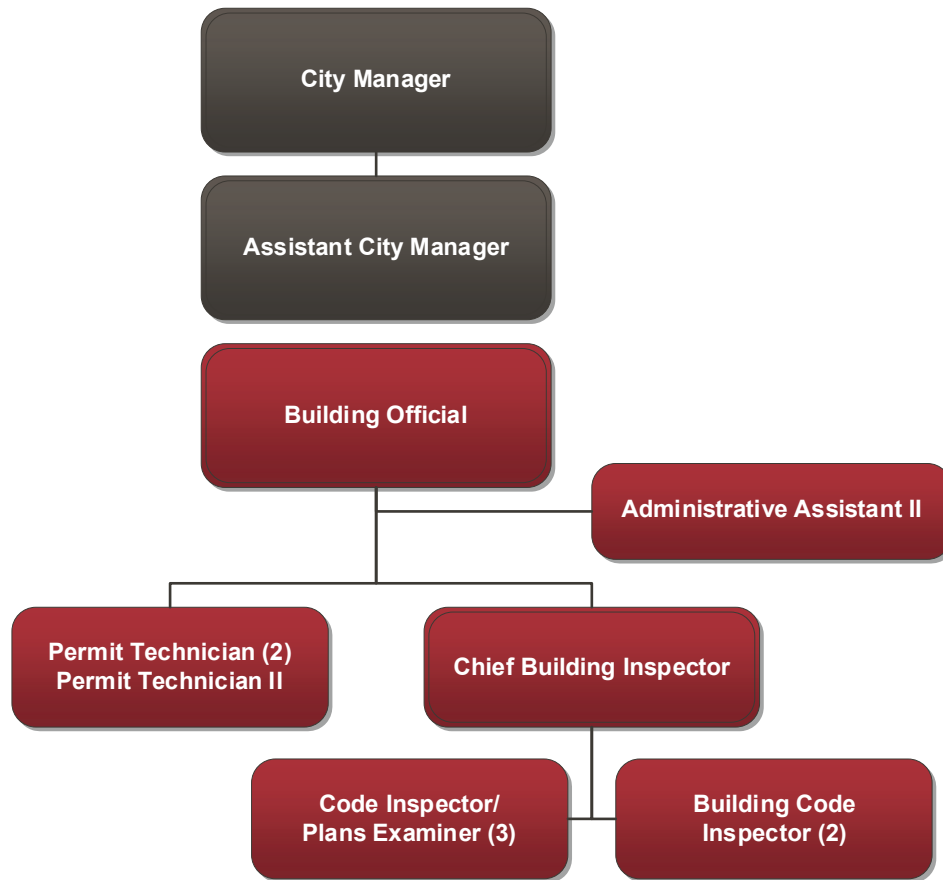 City Manager
Assistant City Manager
Building Official
Administrative Assistant II
Permit Technician (2)
Permit Technician II
Chief Building Inspector
Code Inspector/
Plans Examiner (3)
Building Code
Inspector (2)